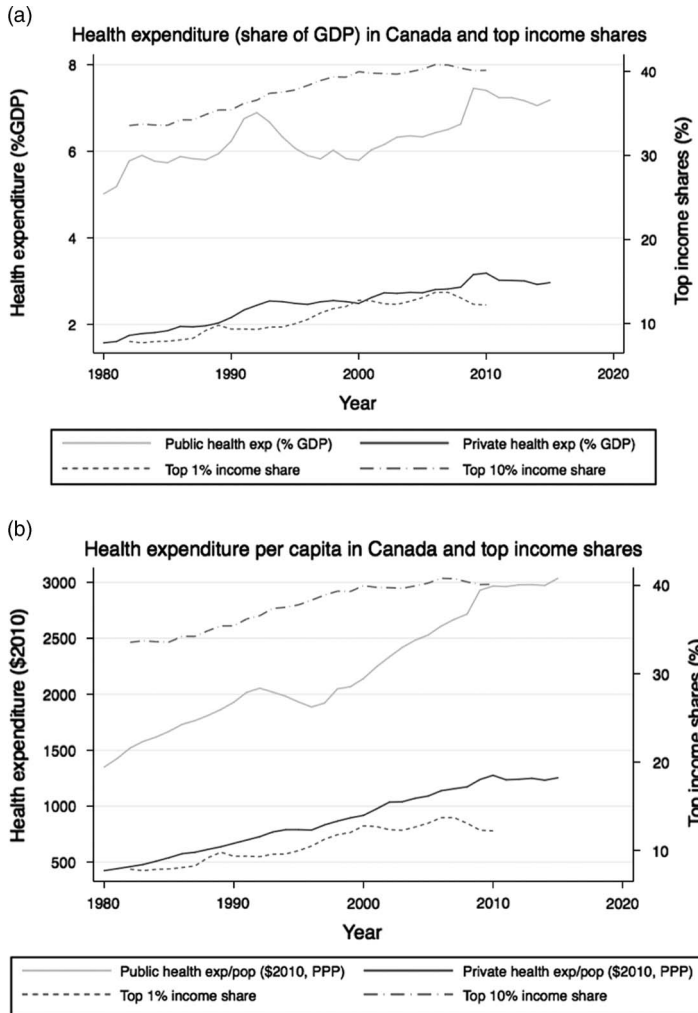 (a)
Health expenditure (share of GDP) in Canada and top income shares
Health expenditure (%GDP)
8
6
4
2
Top income shares (%)
40
30
20
10
1980 1990 2000 2010 2020
Year
Public health exp (% GDP) Private health exp (% GDP)
Top 1% income share Top 10% income share
(b)
Health expenditure per capita in Canada and top income shares
Health expenditure ($2010)
3000
2500
2000
1500
1000
500
Top income shares (%)
40
30
20
10
1980 1990 2000 2010 2020
Year
Public health exp/pop ($2010, PPP) Private health exp/pop ($2010, PPP)
Top 1% income share Top 10% income share